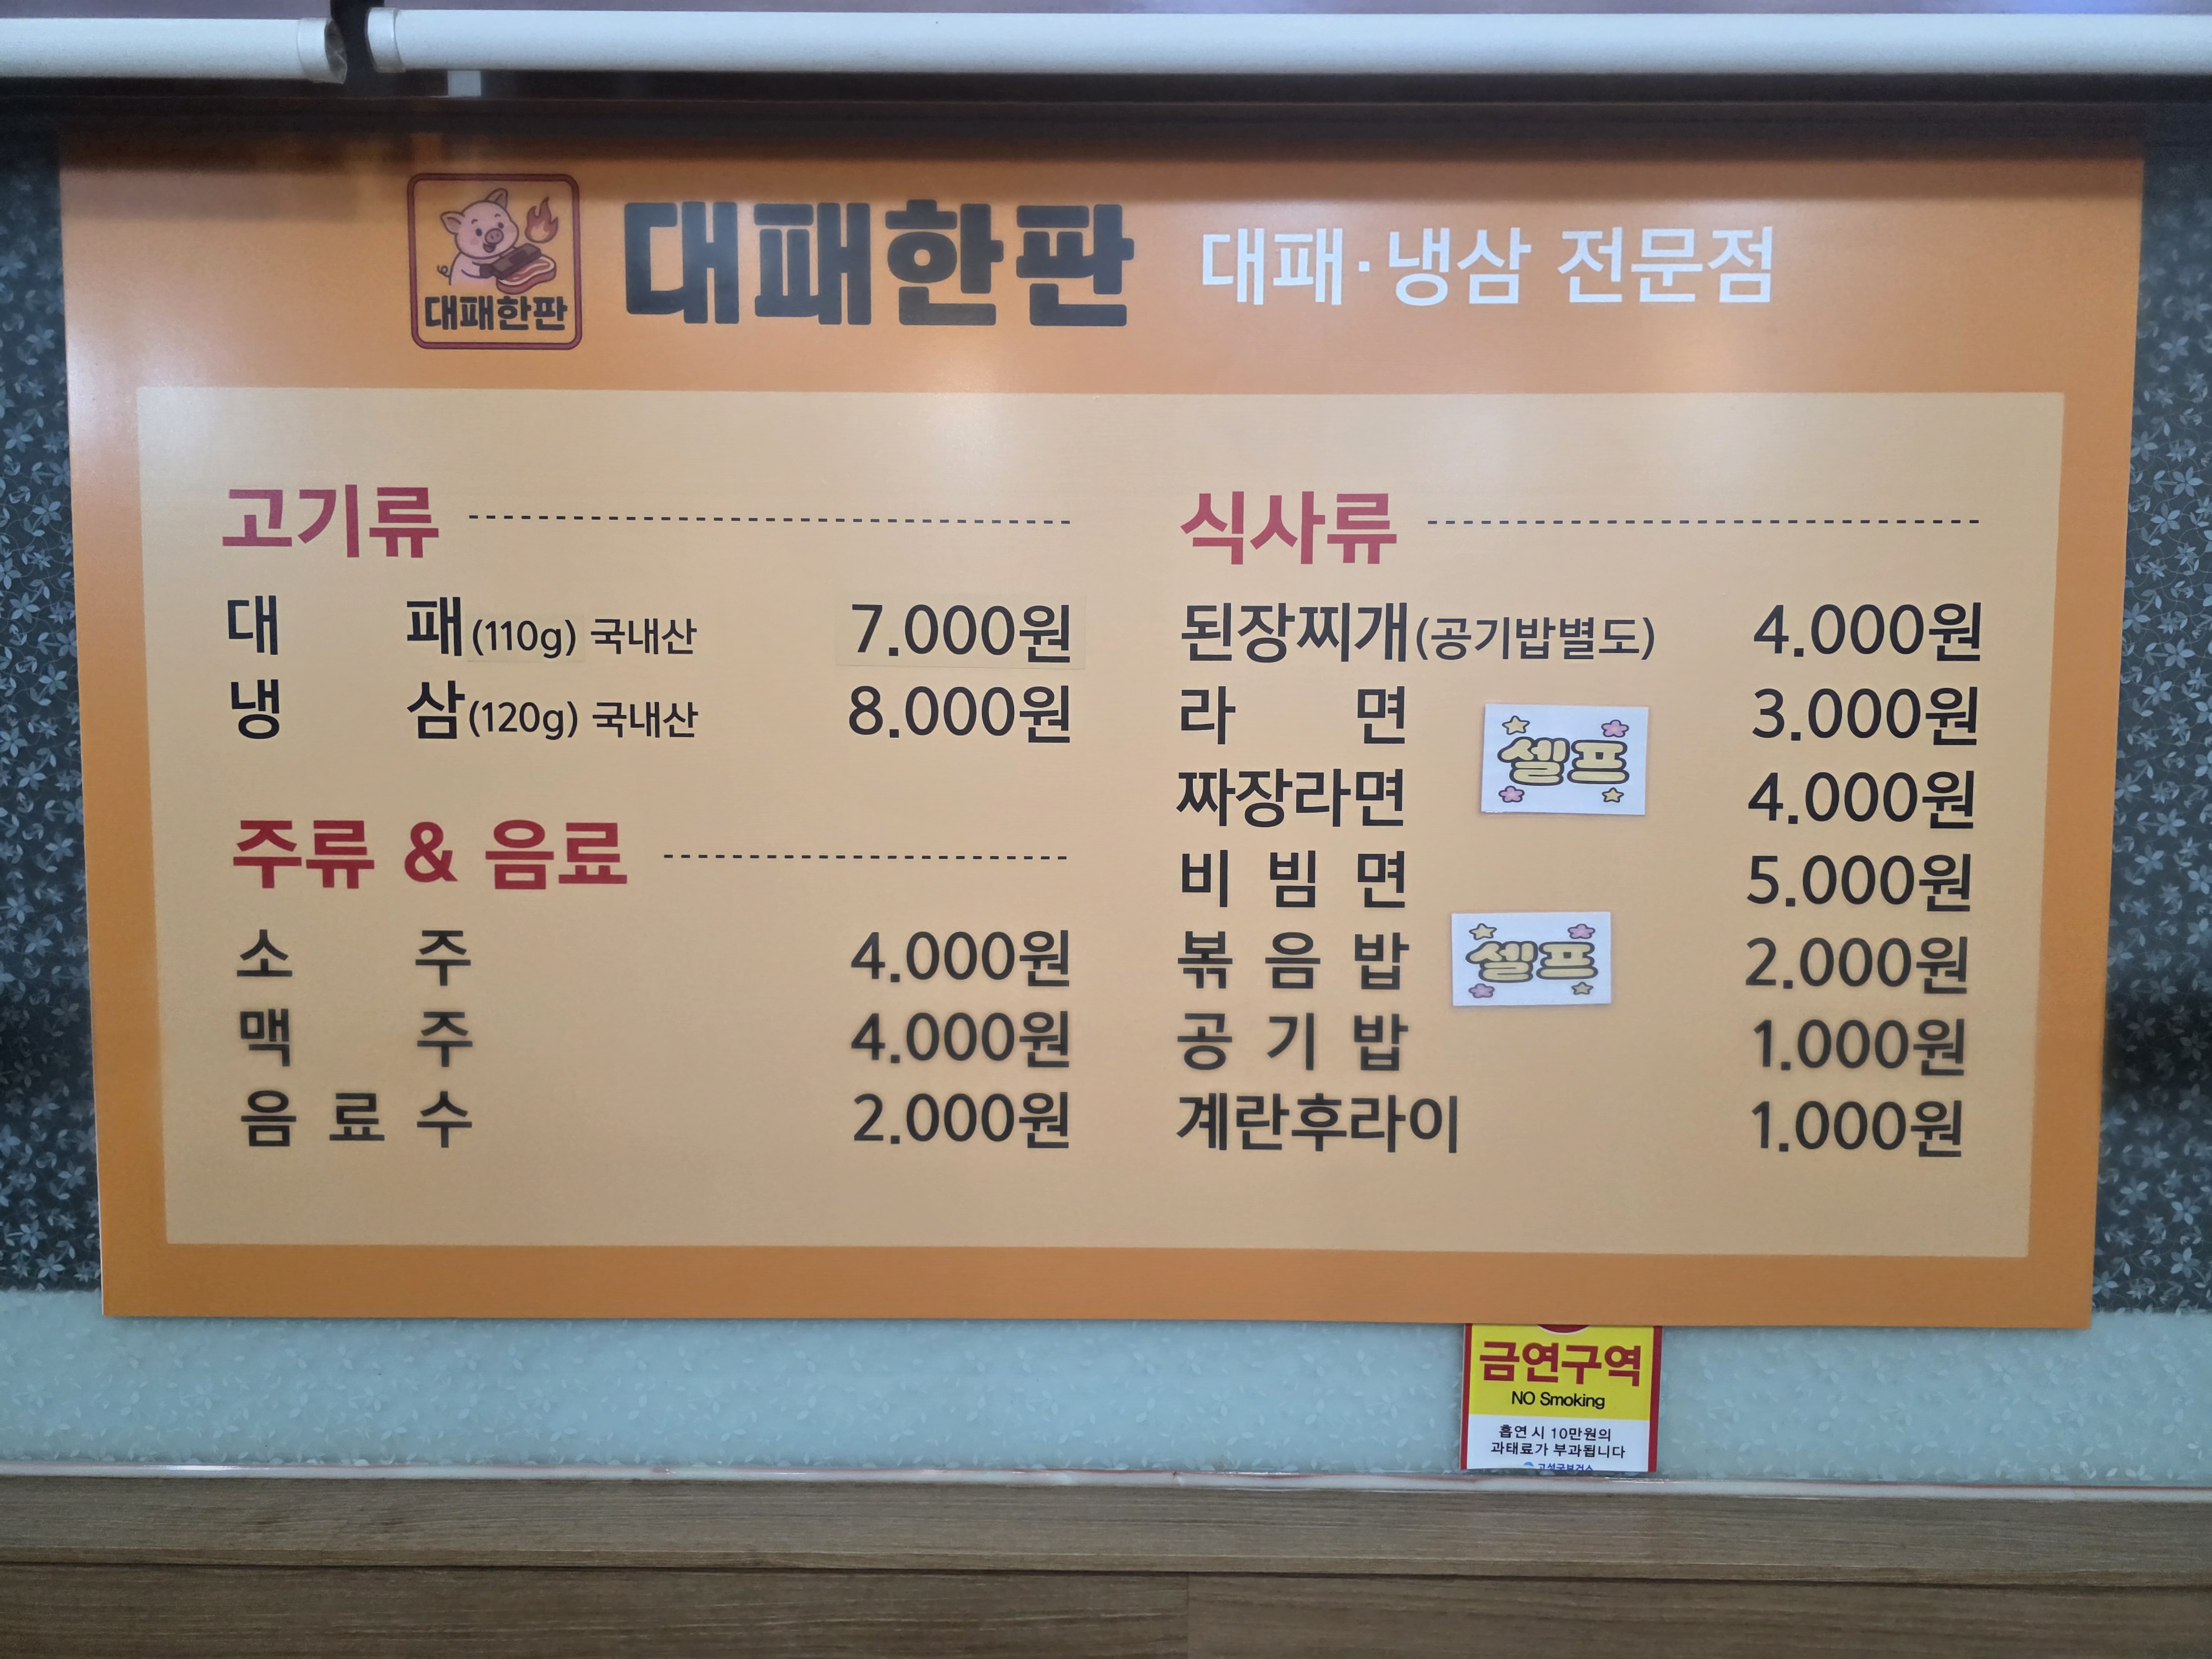 대패한판
대패한판 대패·냉삼 전문점
고기류
대 패(110g) 국내산 7.000원
냉 삼(120g) 국내산 8.000원
주류 & 음료
소 주 4.000원
맥 주 4.000원
음 료 수 2.000원
식사류
된장찌개(공기밥별도) 4.000원
라 면 3.000원
셀프
짜장라면 4.000원
비 빔 면 5.000원
볶 음 밥 셀프 2.000원
공 기 밥 1.000원
계란후라이 1.000원
금연구역
NO Smoking
흡연 시 10만원의
과태료가 부과됩니다